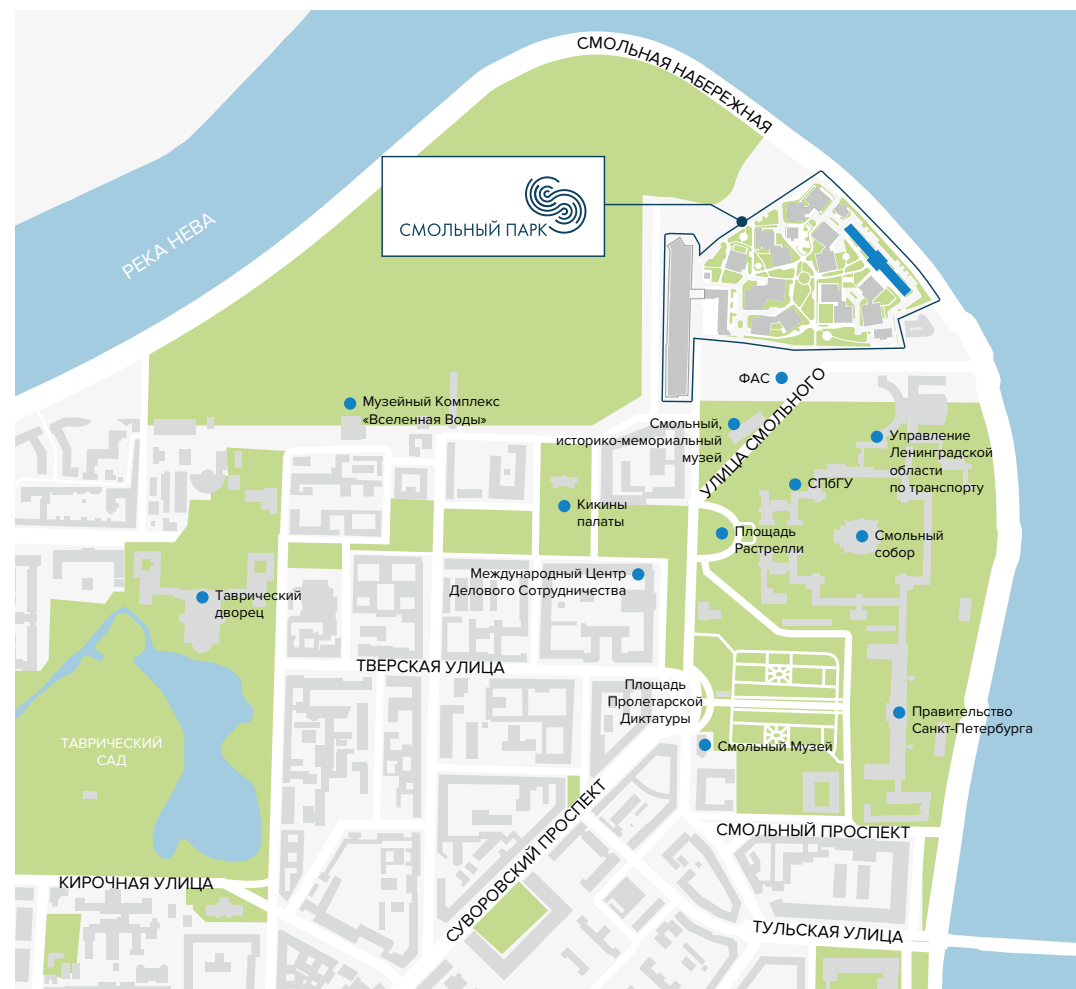 СМОЛЬНАЯ НАБЕРЕЖНАЯ
СМОЛЬНЫЙ ПАРК
РЕКА НЕВА
ФАС
УЛИЦА СМОЛЬНОГО
Музейный Комплекс
«Вселенная Воды»
Смольный,
историко-мемориальный
музей
Управление
Ленинградской
области
по транспорту
СПбГУ
Кикины
палаты
Площадь
Растрелли
Смольный
собор
Международный Центр
Делового Сотрудничества
Таврический
дворец
ТВЕРСКАЯ УЛИЦА
Площадь
Пролетарской
Диктатуры
Правительство
Санкт-Петербурга
Смольный Музей
ТАВРИЧЕСКИЙ
САД
СУВОРОВСКИЙ ПРОСПЕКТ
СМОЛЬНЫЙ ПРОСПЕКТ
КИРОЧНАЯ УЛИЦА
ТУЛЬСКАЯ УЛИЦА